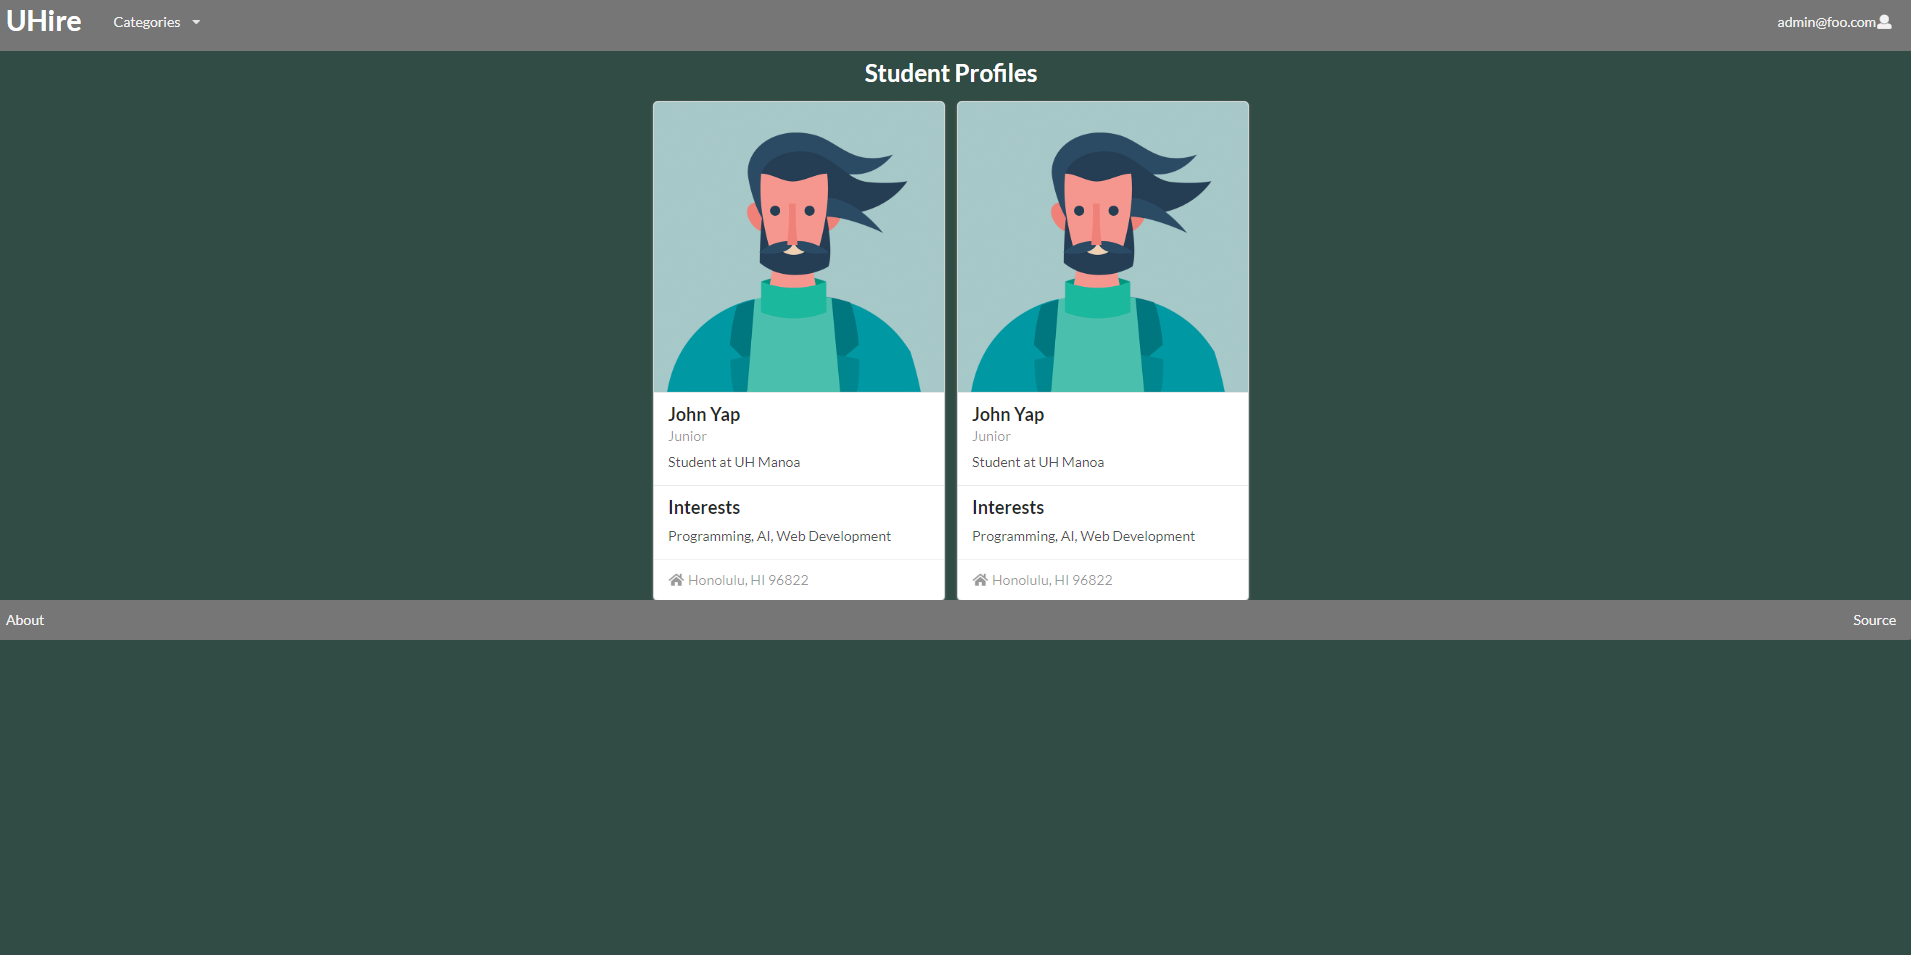 UHire Categories admin@foo.com
Student Profiles
John Yap
Junior
Student at UH Manoa
Interests
Programming, AI, Web Development
Honolulu, HI 96822
John Yap
Junior
Student at UH Manoa
Interests
Programming, AI, Web Development
Honolulu, HI 96822
About Source